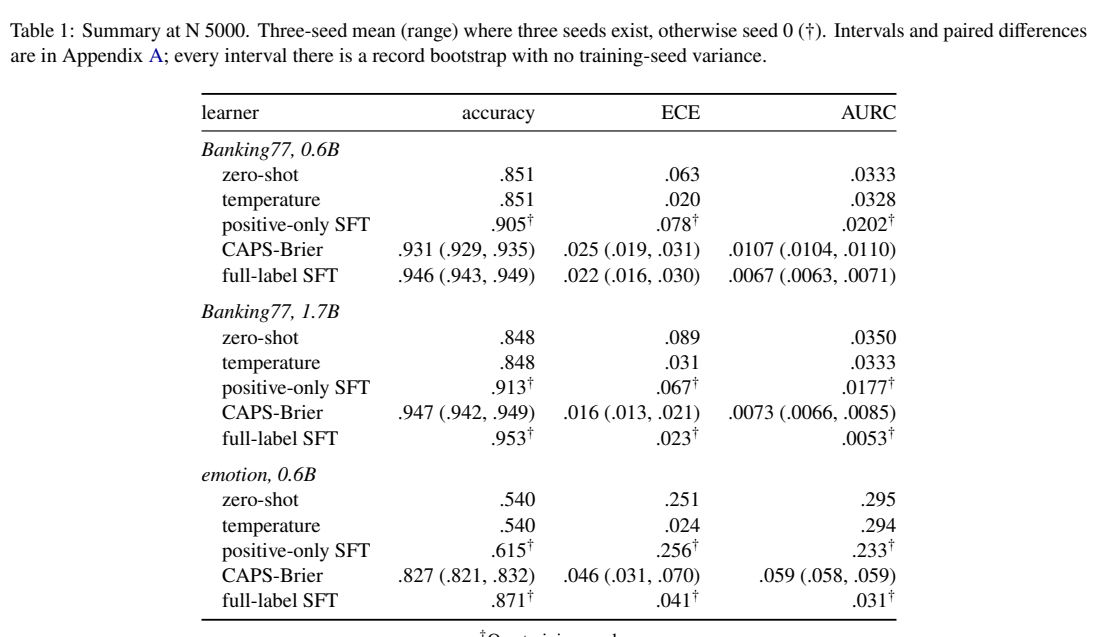 Table 1: Summary at N 5000. Three-seed mean (range) where three seeds exist, otherwise seed 0 (†). Intervals and paired differences
are in Appendix A; every interval there is a record bootstrap with no training-seed variance.
learner accuracy ECE AURC
Banking77, 0.6B
zero-shot .851 .063 .0333
temperature .851 .020 .0328
positive-only SFT .905† .078† .0202†
CAPS-Brier .931 (.929, .935) .025 (.019, .031) .0107 (.0104, .0110)
full-label SFT .946 (.943, .949) .022 (.016, .030) .0067 (.0063, .0071)
Banking77, 1.7B
zero-shot .848 .089 .0350
temperature .848 .031 .0333
positive-only SFT .913† .067† .0177†
CAPS-Brier .947 (.942, .949) .016 (.013, .021) .0073 (.0066, .0085)
full-label SFT .953† .023† .0053†
emotion, 0.6B
zero-shot .540 .251 .295
temperature .540 .024 .294
positive-only SFT .615† .256† .233†
CAPS-Brier .827 (.821, .832) .046 (.031, .070) .059 (.058, .059)
full-label SFT .871† .041† .031†